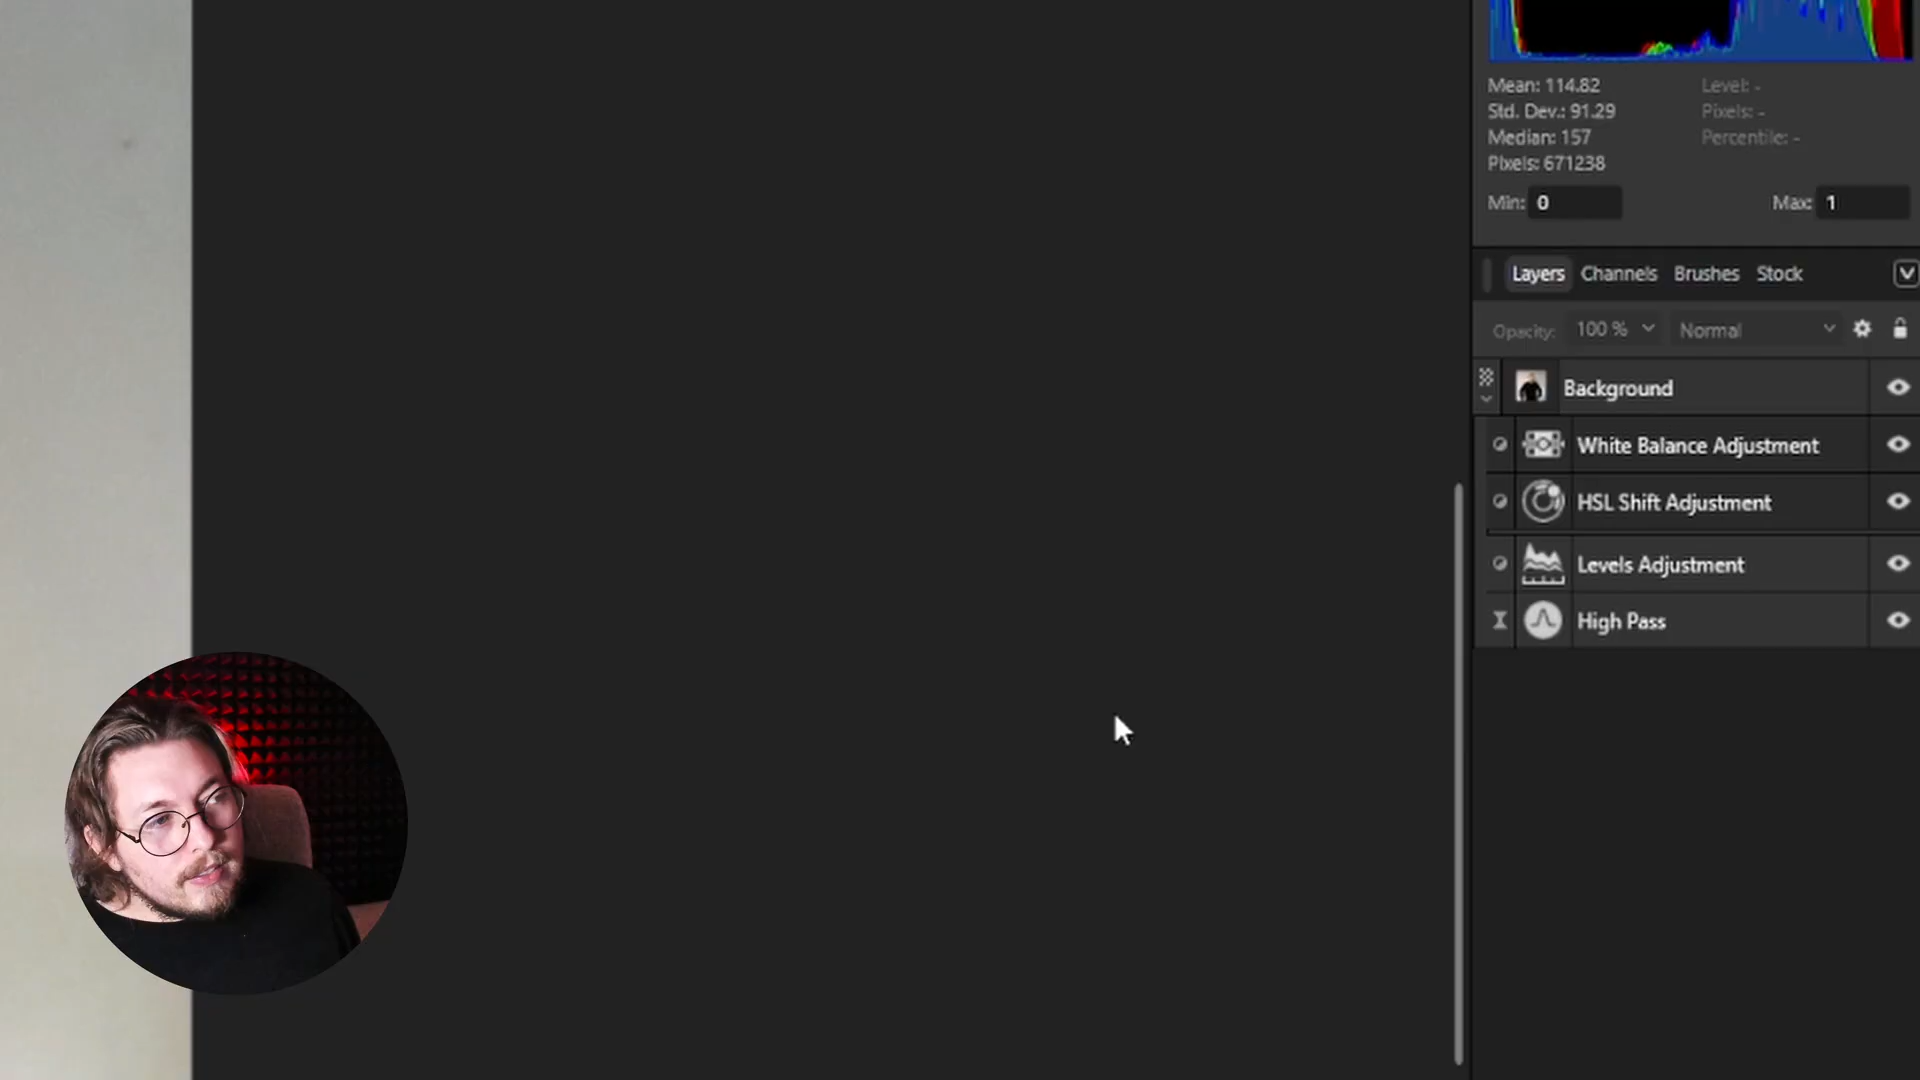 Mean: 114.82
Level: -
Std. Dev.: 91.29
Pixels: -
Median: 157
Percentile: -
Pixels: 671238
Min: 0
Max: 1
Layers Channels Brushes Stock
Opacity: 100 % Normal
Background
White Balance Adjustment
HSL Shift Adjustment
Levels Adjustment
High Pass